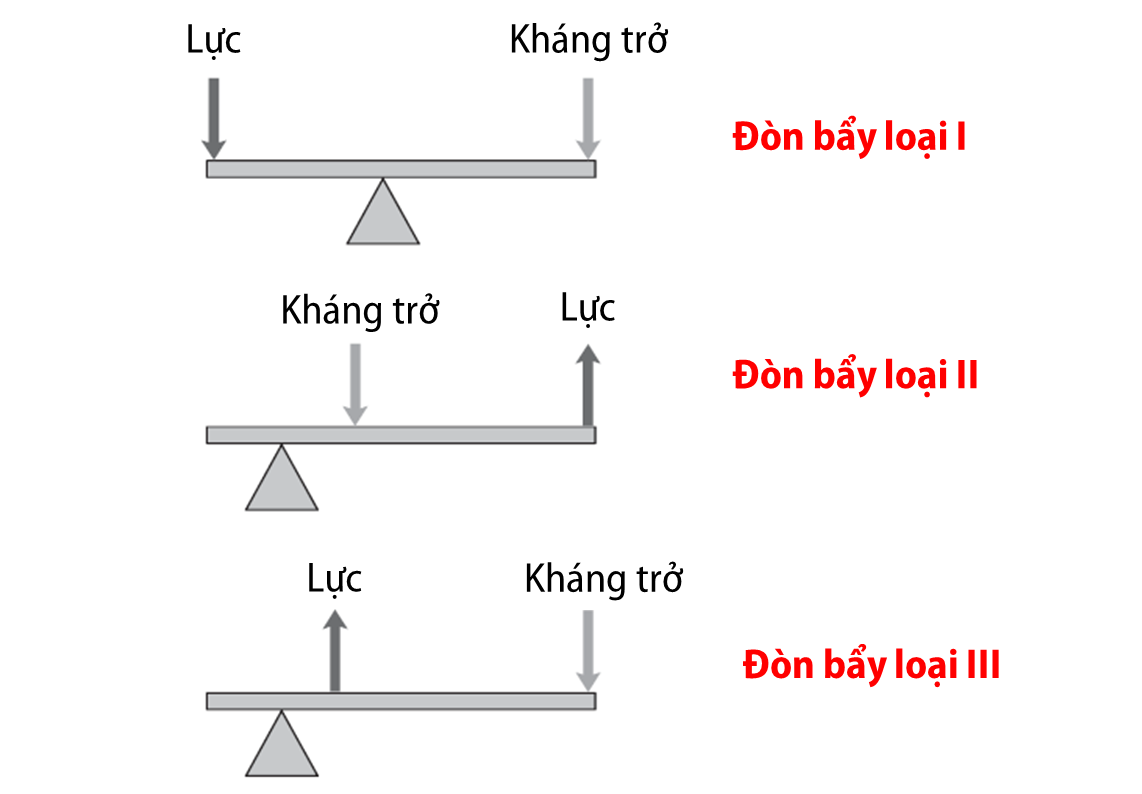 Lực
Kháng trở
Đòn bẩy loại I
Kháng trở
Lực
Đòn bẩy loại II
Lực
Kháng trở
Đòn bẩy loại III